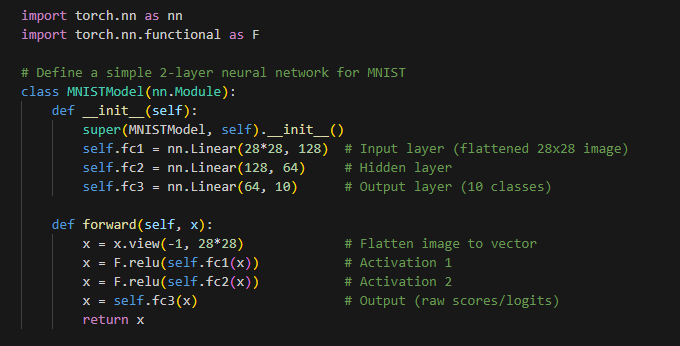 import torch.nn as nn
import torch.nn.functional as F

# Define a simple 2-layer neural network for MNIST
class MNISTModel(nn.Module):
    def __init__(self):
        super(MNISTModel, self).__init__()
        self.fc1 = nn.Linear(28*28, 128)  # Input layer (flattened 28x28 image)
        self.fc2 = nn.Linear(128, 64)     # Hidden layer
        self.fc3 = nn.Linear(64, 10)      # Output layer (10 classes)

    def forward(self, x):
        x = x.view(-1, 28*28)             # Flatten image to vector
        x = F.relu(self.fc1(x))           # Activation 1
        x = F.relu(self.fc2(x))           # Activation 2
        x = self.fc3(x)                   # Output (raw scores/logits)
        return x